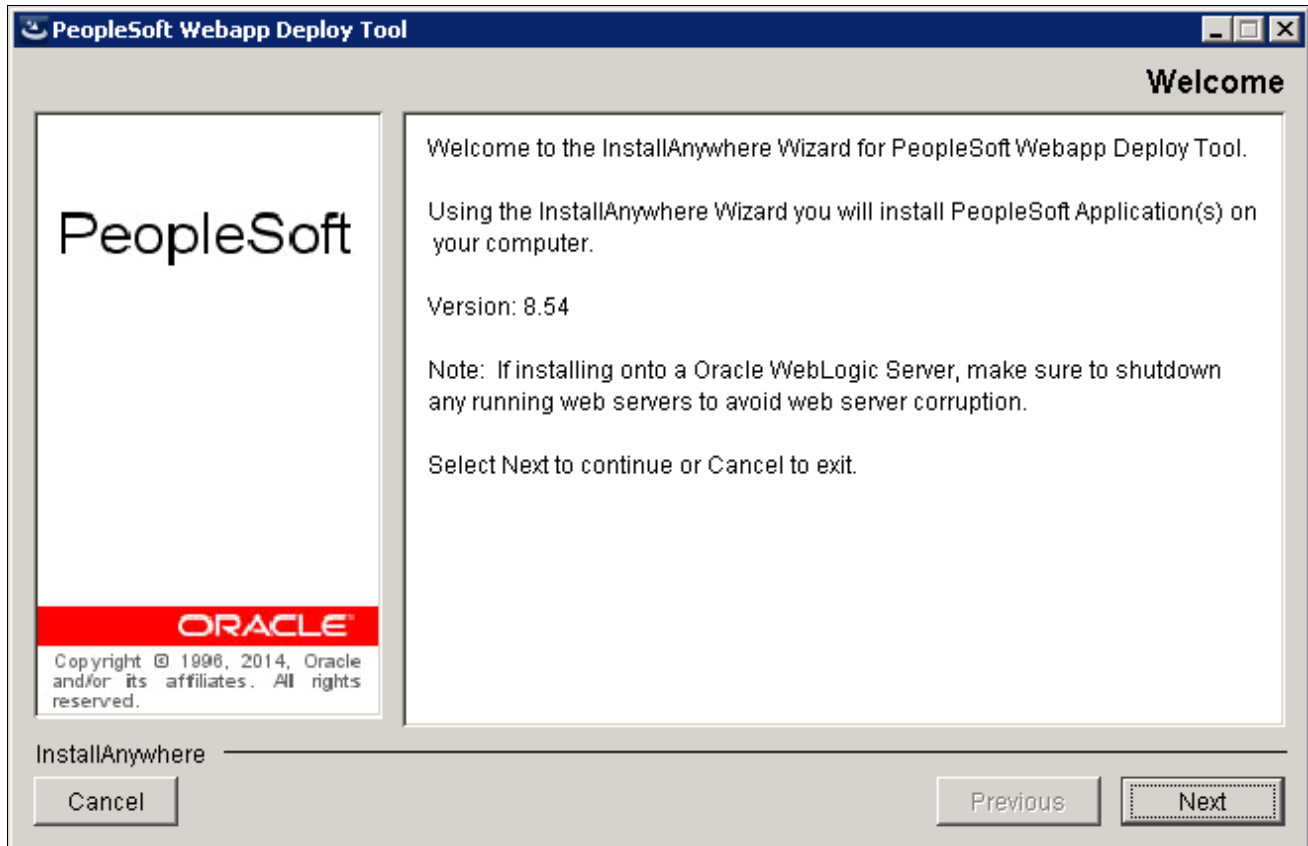 PeopleSoft Webapp Deploy Tool
Welcome
PeopleSoft
ORACLE
Copyright © 1996, 2014, Oracle
and/or its affiliates. All rights
reserved.
Welcome to the InstallAnywhere Wizard for PeopleSoft Webapp Deploy Tool.
Using the InstallAnywhere Wizard you will install PeopleSoft Application(s) on
your computer.
Version: 8.54
Note: If installing onto a Oracle WebLogic Server, make sure to shutdown
any running web servers to avoid web server corruption.
Select Next to continue or Cancel to exit.
InstallAnywhere
Cancel
Previous
Next